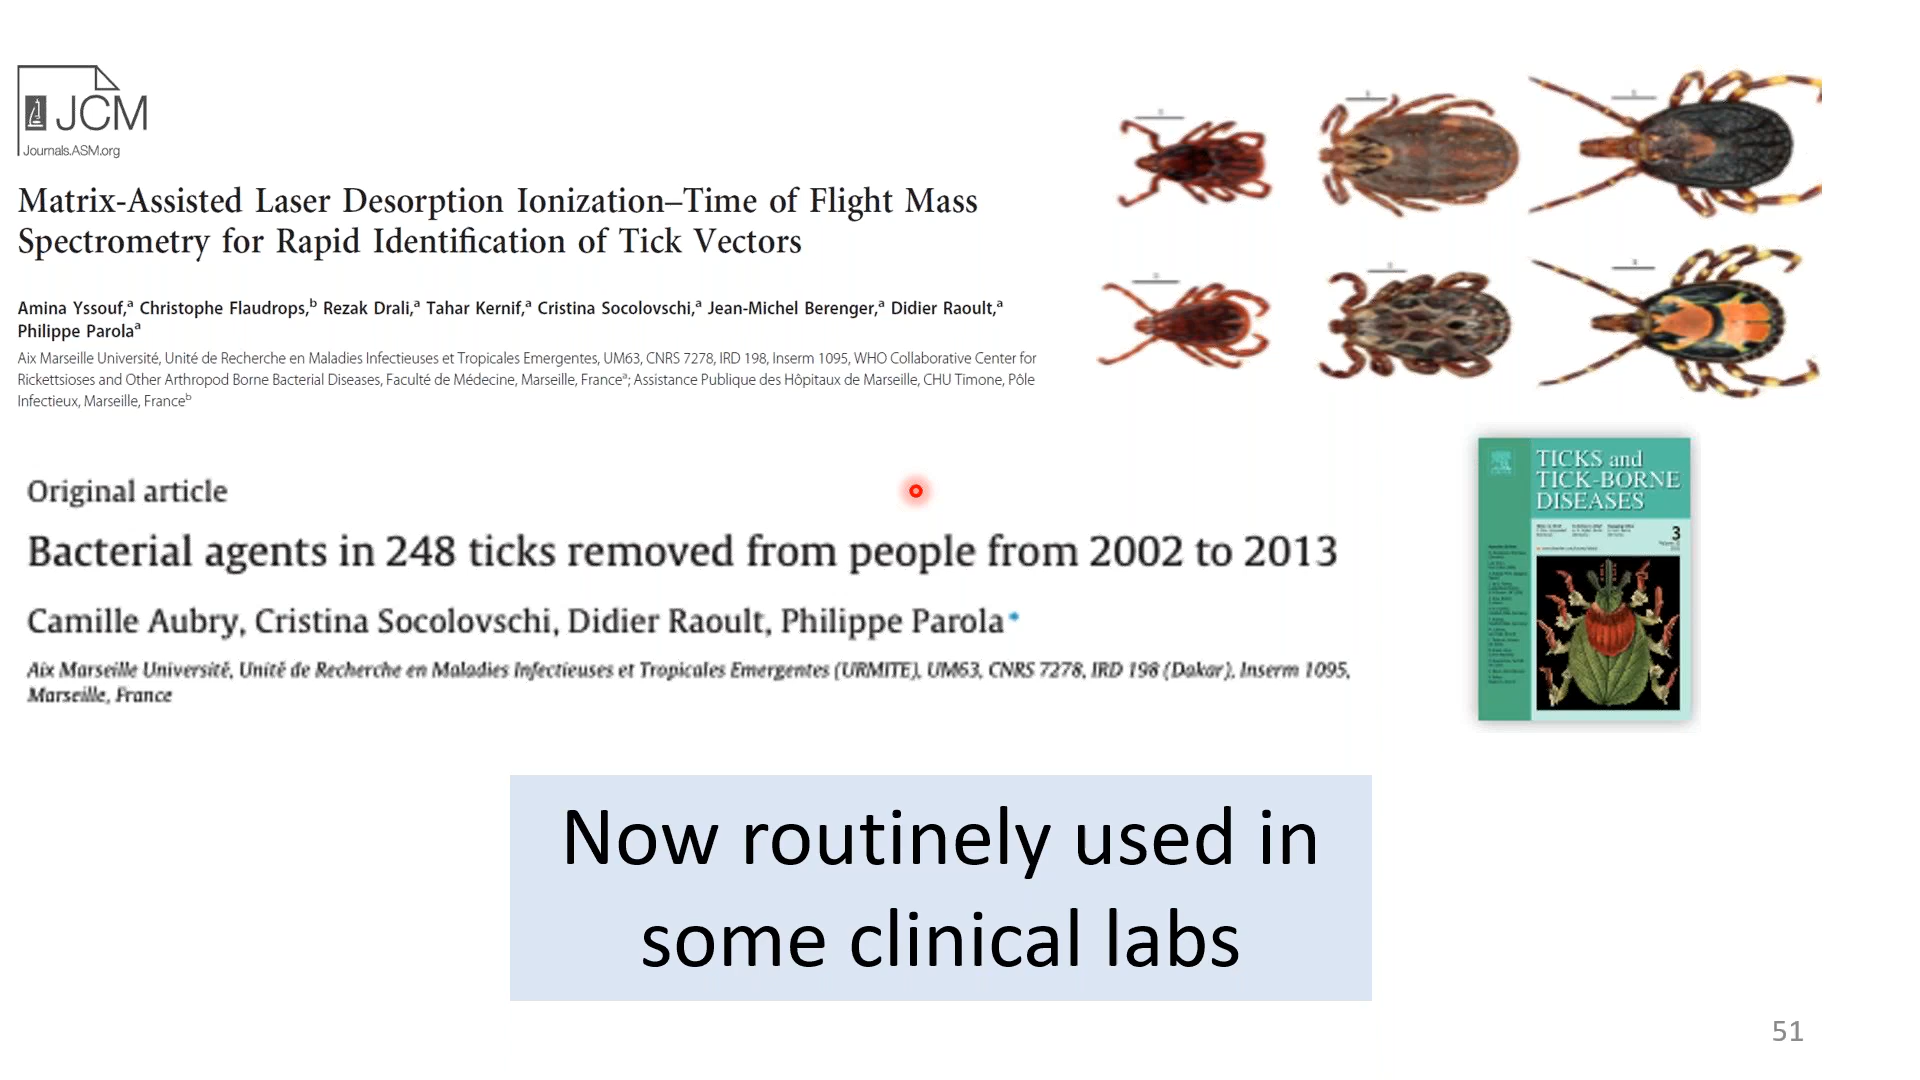 JCM
Journals.ASM.org
Matrix-Assisted Laser Desorption Ionization–Time of Flight Mass
Spectrometry for Rapid Identification of Tick Vectors
Amina Yssouf,ᵃ Christophe Flaudrops,ᵇ Rezak Drali,ᵃ Tahar Kernif,ᵃ Cristina Socolovschi,ᵃ Jean-Michel Berenger,ᵃ Didier Raoult,ᵃ
Philippe Parolaᵃ
Aix Marseille Université, Unité de Recherche en Maladies Infectieuses et Tropicales Emergentes, UM63, CNRS 7278, IRD 198, Inserm 1095, WHO Collaborative Center for
Rickettsioses and Other Arthropod Borne Bacterial Diseases, Faculté de Médecine, Marseille, Franceᵃ; Assistance Publique des Hôpitaux de Marseille, CHU Timone, Pôle
Infectieux, Marseille, Franceᵇ
Original article
Bacterial agents in 248 ticks removed from people from 2002 to 2013
Camille Aubry, Cristina Socolovschi, Didier Raoult, Philippe Parola*
Aix Marseille Université, Unité de Recherche en Maladies Infectieuses et Tropicales Emergentes (URMITE), UM63, CNRS 7278, IRD 198 (Dakar), Inserm 1095,
Marseille, France
TICKS and
TICK-BORNE
DISEASES
3
Now routinely used in
some clinical labs
51